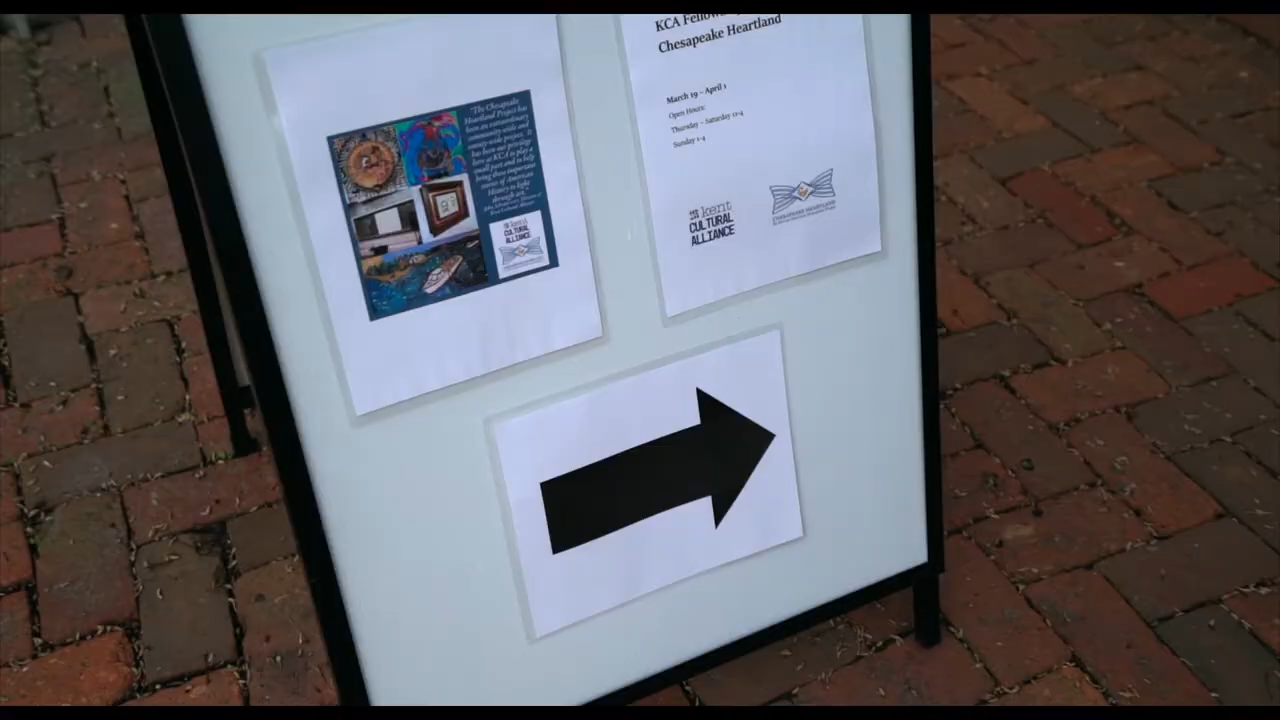 "The Chesapeake
Heartland Project has
been an extraordinary
community-wide and
county-wide project. It
has been our privilege
here at KCA to play a
small part and to help
bring these important
stories of American
History to light
through art."
kent
CULTURAL
ALLIANCE
KCA Fellow
Chesapeake Heartland
March 19 – April 1
Open Hours:
Thursday – Saturday 11-4
Sunday 1-4
kent
CULTURAL
ALLIANCE
CHESAPEAKE HEARTLAND